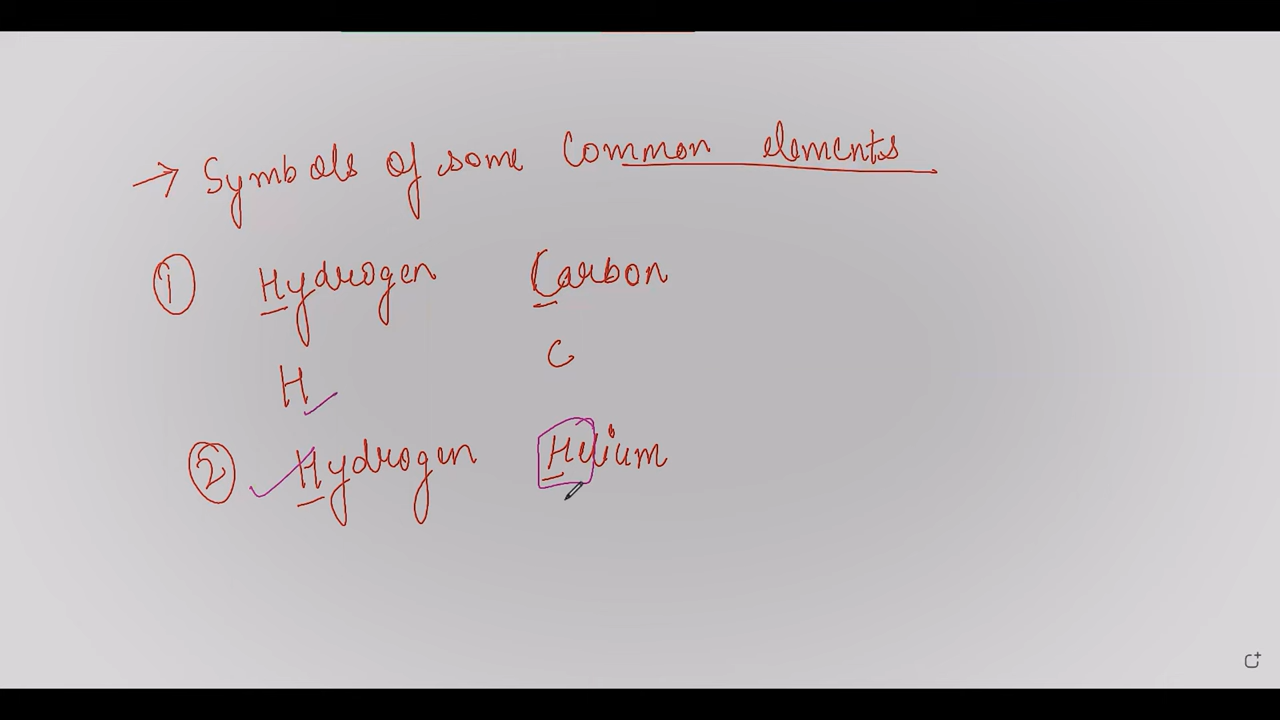 → Symbols of some Common elements
① Hydrogen Carbon
H C
② Hydrogen Helium